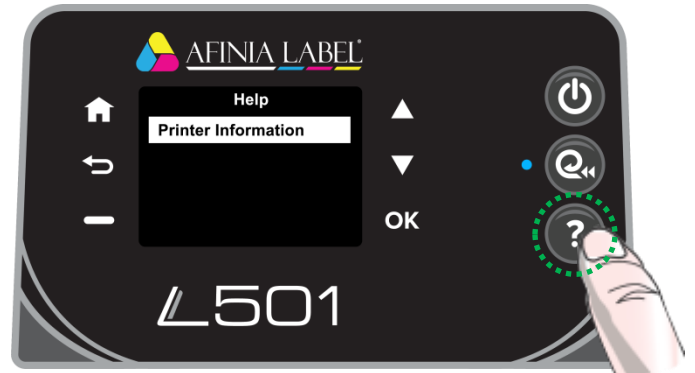 AFINIA LABEL
Help
Printer Information
OK
?
L501